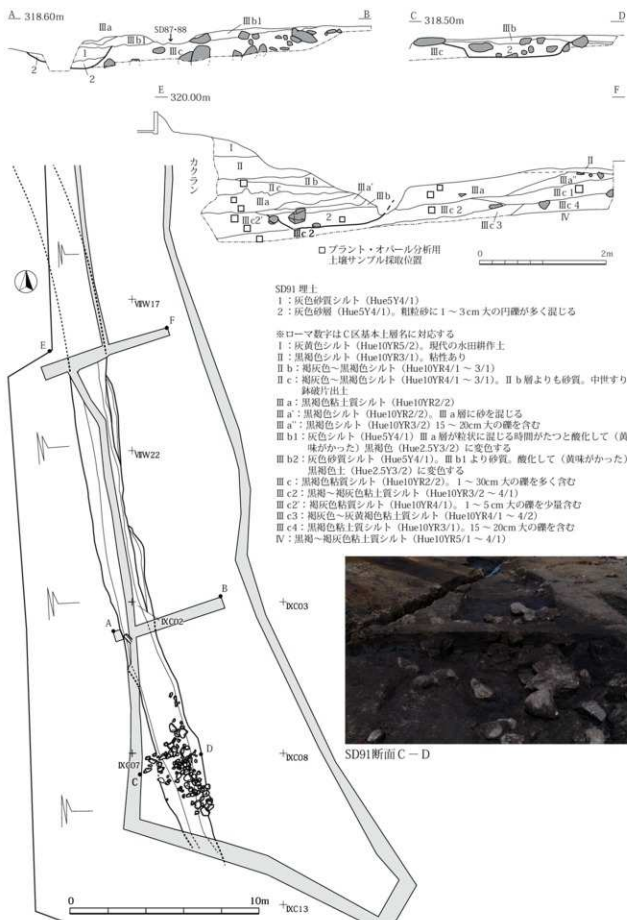 A 318.60m
Ⅲa
SD87・88
Ⅲb1
B
Ⅲb1
Ⅲc
1
2
2
C 318.50m
Ⅲb
D
Ⅲc
2
E 320.00m
F
カクラン
Ⅰ
Ⅱ
Ⅱb
Ⅱc
Ⅲa'
Ⅲb
Ⅲa
Ⅲc2'
2
Ⅲc2
Ⅱ
Ⅲa
Ⅲa''
Ⅲc1
Ⅲc2
Ⅲc4
Ⅲc3
Ⅳ
□プラント・オパール分析用
土壌サンプル採取位置
0 2m
SD91 埋土
1：灰色砂質シルト（Hue5Y4/1）
2：灰色砂層（Hue5Y4/1）。粗粒砂に1～3cm大の円礫が多く混じる
※ローマ数字はC区基本土層名に対応する
Ⅰ：灰黄色シルト（Hue10YR5/2）。現代の水田耕作土
Ⅱ：黒褐色シルト（Hue10YR3/1）。粘性あり
Ⅱb：褐灰色～黒褐色シルト（Hue10YR4/1～3/1）
Ⅱc：褐灰色～黒褐色シルト（Hue10YR4/1～3/1）。Ⅱb層よりも砂質。中世すり
鉢破片出土
Ⅲa：黒褐色粘土質シルト（Hue10YR2/2）
Ⅲa'：黒褐色シルト（Hue10YR2/2）。Ⅲa層に砂を混じる
Ⅲa''：黒褐色シルト（Hue10YR3/2）15～20cm大の礫を含む
Ⅲb1：灰色シルト（Hue5Y4/1）Ⅲa層が粒状に混じる時間がたつと酸化して（黄
味がかった）黒褐色（Hue2.5Y3/2）に変色する
Ⅲb2：灰色砂質シルト（Hue5Y4/1）。Ⅲb1より砂質。酸化して（黄味がかった）
黒褐色土（Hue2.5Y3/2）に変色する
Ⅲc：黒褐色粘質シルト（Hue10YR2/2）。1～30cm大の礫を多く含む
Ⅲc2：黒褐～褐灰色粘土質シルト（Hue10YR3/2～4/1）
Ⅲc2'：褐灰色粘質シルト（Hue10YR4/1）。1～5cm大の礫を少量含む
Ⅲc3：褐灰色～灰黄褐色粘土質シルト（Hue10YR4/1～4/2）
Ⅲc4：黒褐色粘土質シルト（Hue10YR3/1）。15～20cm大の礫を含む
Ⅳ：黒褐～褐灰色粘土質シルト（Hue10YR5/1～4/1）
ⅧW17
F
E
ⅧW22
B
ⅨC03
A
ⅨC02
D
ⅨC07
C
ⅨC08
0 10m
ⅨC13
SD91断面C－D